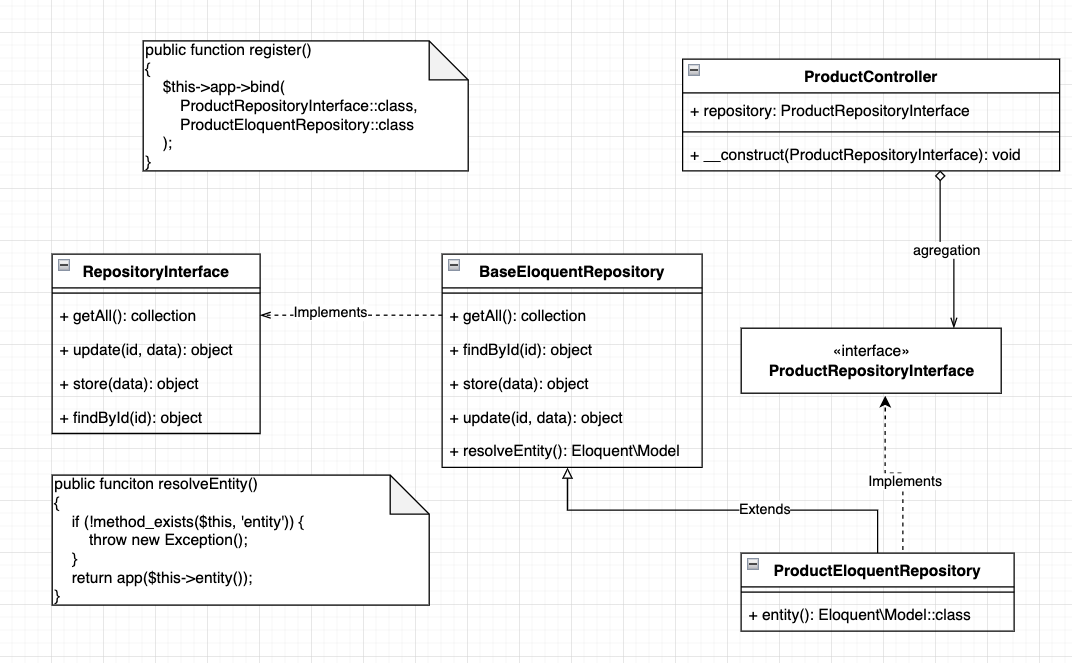 public function register()
{
$this->app->bind(
ProductRepositoryInterface::class,
ProductEloquentRepository::class
);
}
ProductController
+ repository: ProductRepositoryInterface
+ __construct(ProductRepositoryInterface): void
agregation
RepositoryInterface
+ getAll(): collection
+ update(id, data): object
+ store(data): object
+ findById(id): object
Implements
BaseEloquentRepository
+ getAll(): collection
+ findById(id): object
+ store(data): object
+ update(id, data): object
+ resolveEntity(): Eloquent\Model
«interface»
ProductRepositoryInterface
public funciton resolveEntity()
{
if (!method_exists($this, 'entity')) {
throw new Exception();
}
return app($this->entity());
}
Extends
Implements
ProductEloquentRepository
+ entity(): Eloquent\Model::class